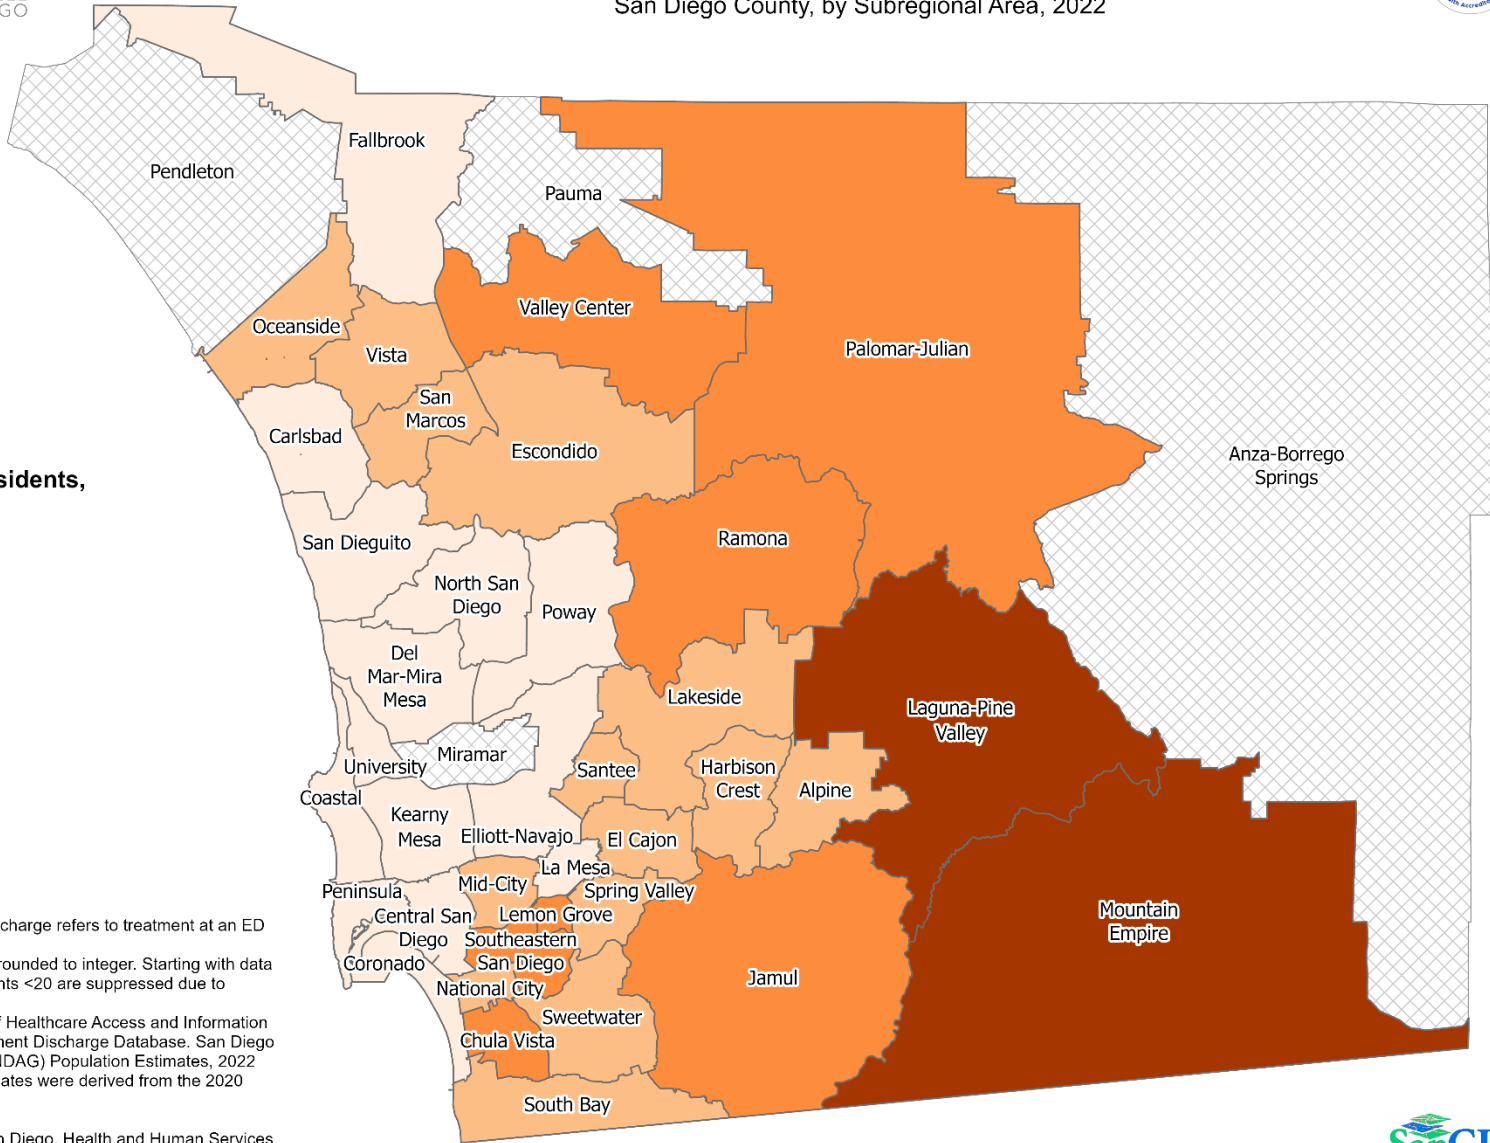 GO
San Diego County, by Subregional Area, 2022
Fallbrook
Pendleton
Pauma
Valley Center
Oceanside
Vista
Palomar-Julian
San
Marcos
Carlsbad
Escondido
Anza-Borrego
Springs
sidents,
San Dieguito
Ramona
North San
Diego
Poway
Del
Mar-Mira
Mesa
Lakeside
Laguna-Pine
Valley
Miramar
University
Santee
Harbison
Crest
Alpine
Coastal
Kearny
Mesa
Elliott-Navajo
El Cajon
La Mesa
Peninsula
Mid-City
Spring Valley
Central San
Diego
Lemon Grove
Mountain
Empire
Southeastern
San Diego
Coronado
Jamul
National City
Sweetwater
Chula Vista
South Bay
charge refers to treatment at an ED
rounded to integer. Starting with data
nts <20 are suppressed due to
f Healthcare Access and Information
nent Discharge Database. San Diego
NDAG) Population Estimates, 2022
ates were derived from the 2020
n Diego, Health and Human Services